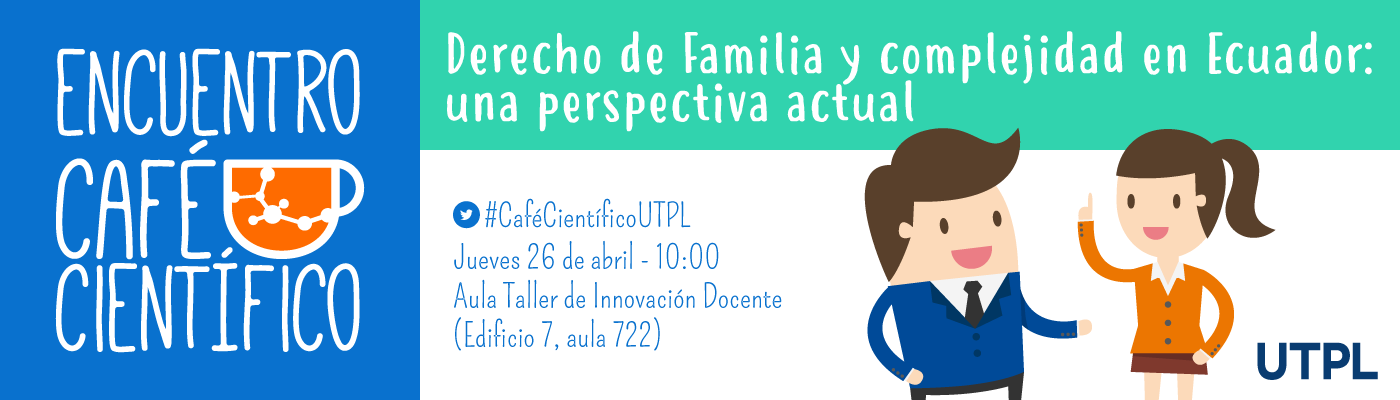 ENCUENTRO
CAFÉ
CIENTÍFICO
Derecho de Familia y complejidad en Ecuador:
una perspectiva actual
#CaféCientíficoUTPL
Jueves 26 de abril - 10:00
Aula Taller de Innovación Docente
(Edificio 7, aula 722)
UTPL